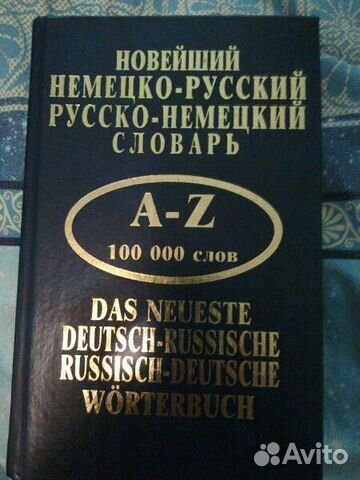 НОВЕЙШИЙ
НЕМЕЦКО-РУССКИЙ
РУССКО-НЕМЕЦКИЙ
СЛОВАРЬ
A-Z
100 000 слов
DAS NEUESTE
DEUTSCH-RUSSISCHE
RUSSISCH-DEUTSCHE
WÖRTERBUCH
Avito